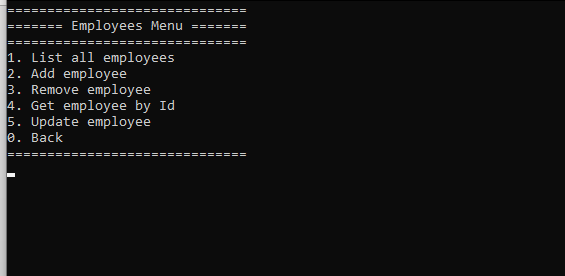 ==============================
======= Employees Menu =======
==============================
1. List all employees
2. Add employee
3. Remove employee
4. Get employee by Id
5. Update employee
0. Back
==============================